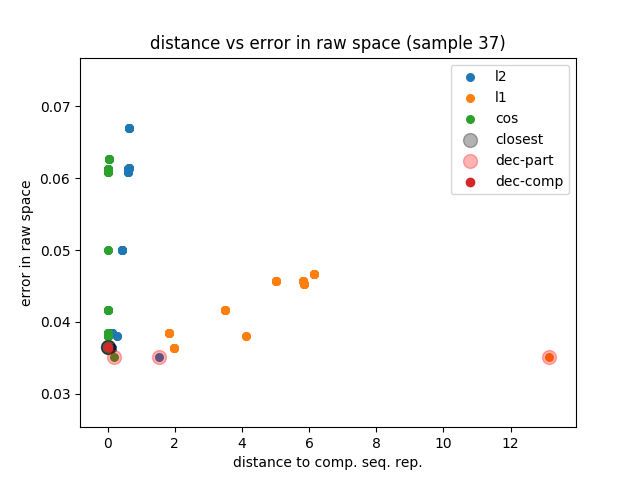 distance vs error in raw space (sample 37)
l2
l1
cos
closest
dec-part
dec-comp
0.07
0.06
0.05
0.04
0.03
error in raw space
0 2 4 6 8 10 12
distance to comp. seq. rep.